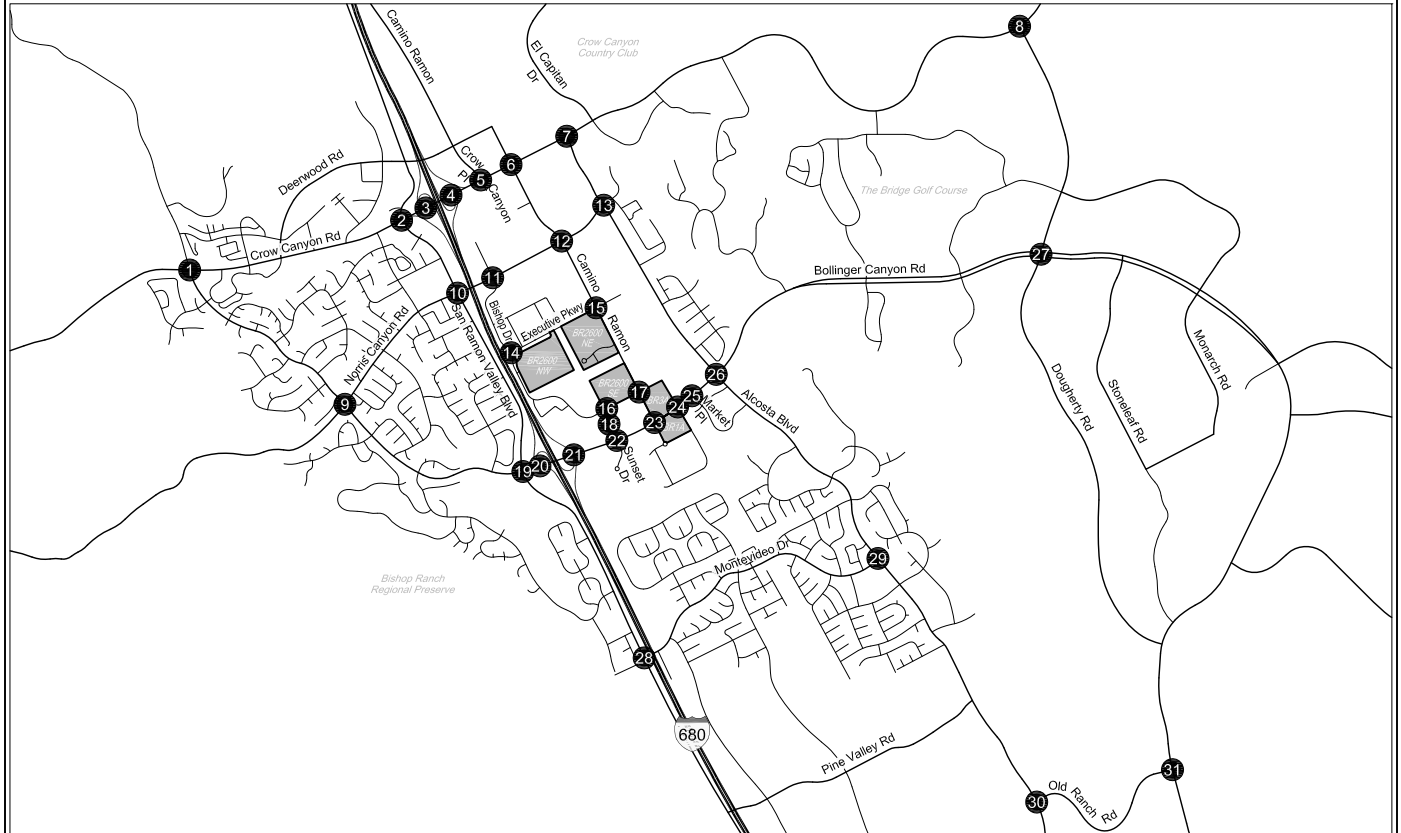 Camino Ramon
El Capitan
Dr
Crow Canyon
Country Club
8
7
Deerwood Rd
Crow
Canyon
Pl
6
5
4
3
2
13
The Bridge Golf Course
Crow Canyon Rd
1
12
11
10
27
Bollinger Canyon Rd
Camino
Ramon
Bishop Dr
Executive Pkwy
15
14
San Ramon Valley Blvd
Norris Canyon Rd
BR2600
NE
BR2600
NW
BR2600
SE
9
16
17
18
22
23
24
25
26
Market
Pl
BR1A
Alcosta Blvd
Monarch Rd
Dougherty Rd
Stoneleaf Rd
19
20
21
Sunset
Dr
Montevideo Dr
29
Bishop Ranch
Regional Preserve
28
680
Pine Valley Rd
30
Old Ranch Rd
31